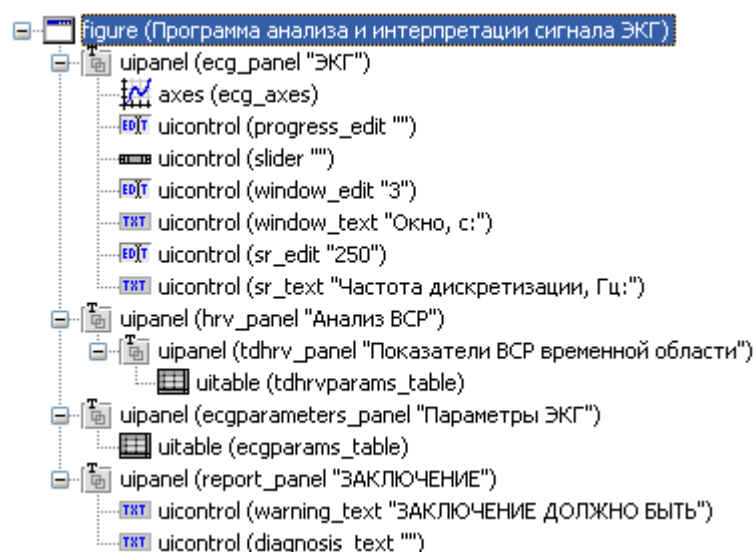 figure (Программа анализа и интерпретации сигнала ЭКГ)
uipanel (ecg_panel "ЭКГ")
axes (ecg_axes)
uicontrol (progress_edit "")
uicontrol (slider "")
uicontrol (window_edit "3")
uicontrol (window_text "Окно, с:")
uicontrol (sr_edit "250")
uicontrol (sr_text "Частота дискретизации, Гц:")
uipanel (hrv_panel "Анализ ВСР")
uipanel (tdhrv_panel "Показатели ВСР временной области")
uitable (tdhrvparams_table)
uipanel (ecgparameters_panel "Параметры ЭКГ")
uitable (ecgparams_table)
uipanel (report_panel "ЗАКЛЮЧЕНИЕ")
uicontrol (warning_text "ЗАКЛЮЧЕНИЕ ДОЛЖНО БЫТЬ")
uicontrol (diagnosis_text "")